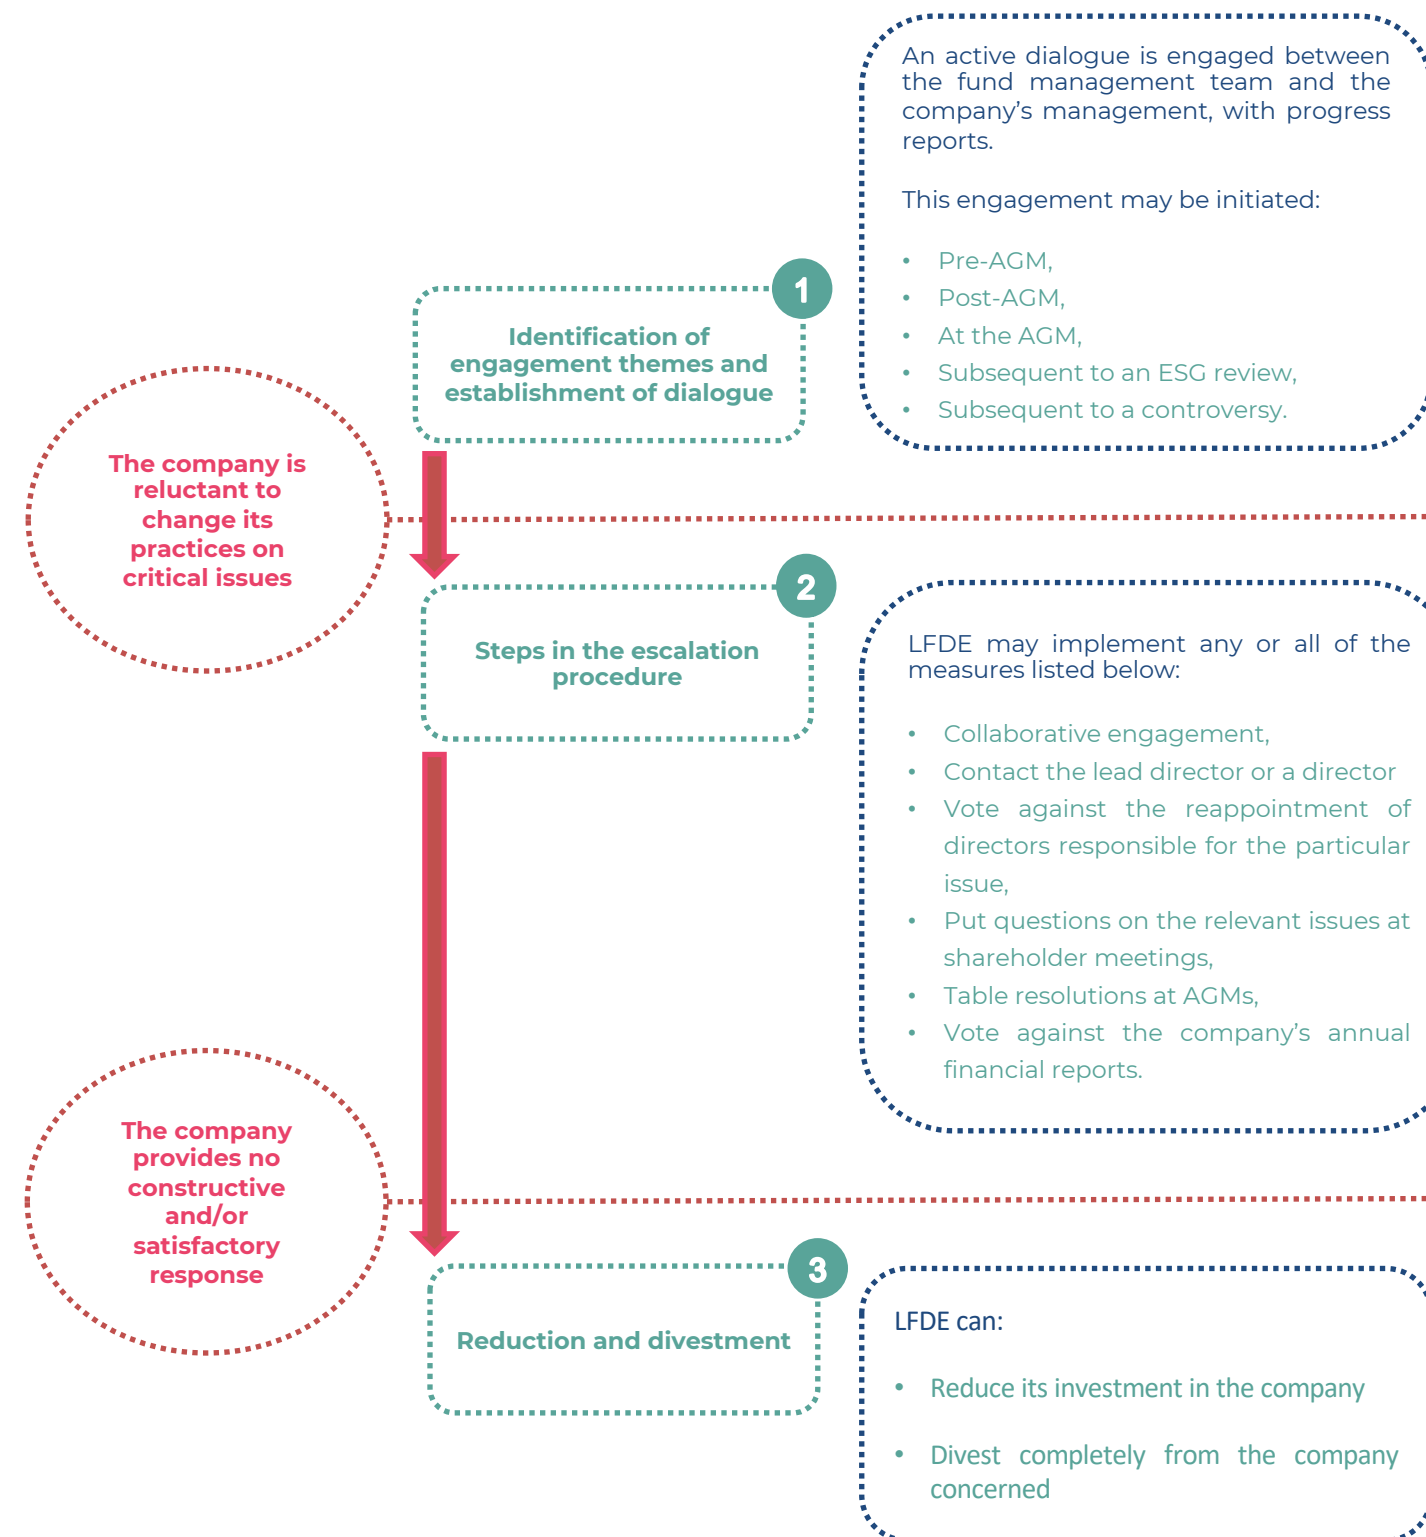 An active dialogue is engaged between
the fund management team and the
company's management, with progress
reports.
This engagement may be initiated:
• Pre-AGM,
• Post-AGM,
• At the AGM,
• Subsequent to an ESG review,
• Subsequent to a controversy.
1
Identification of
engagement themes and
establishment of dialogue
The company is
reluctant to
change its
practices on
critical issues
2
Steps in the escalation
procedure
LFDE may implement any or all of the
measures listed below:
• Collaborative engagement,
• Contact the lead director or a director
• Vote against the reappointment of
directors responsible for the particular
issue,
• Put questions on the relevant issues at
shareholder meetings,
• Table resolutions at AGMs,
• Vote against the company's annual
financial reports.
The company
provides no
constructive
and/or
satisfactory
response
3
Reduction and divestment
LFDE can:
• Reduce its investment in the company
• Divest completely from the company
concerned